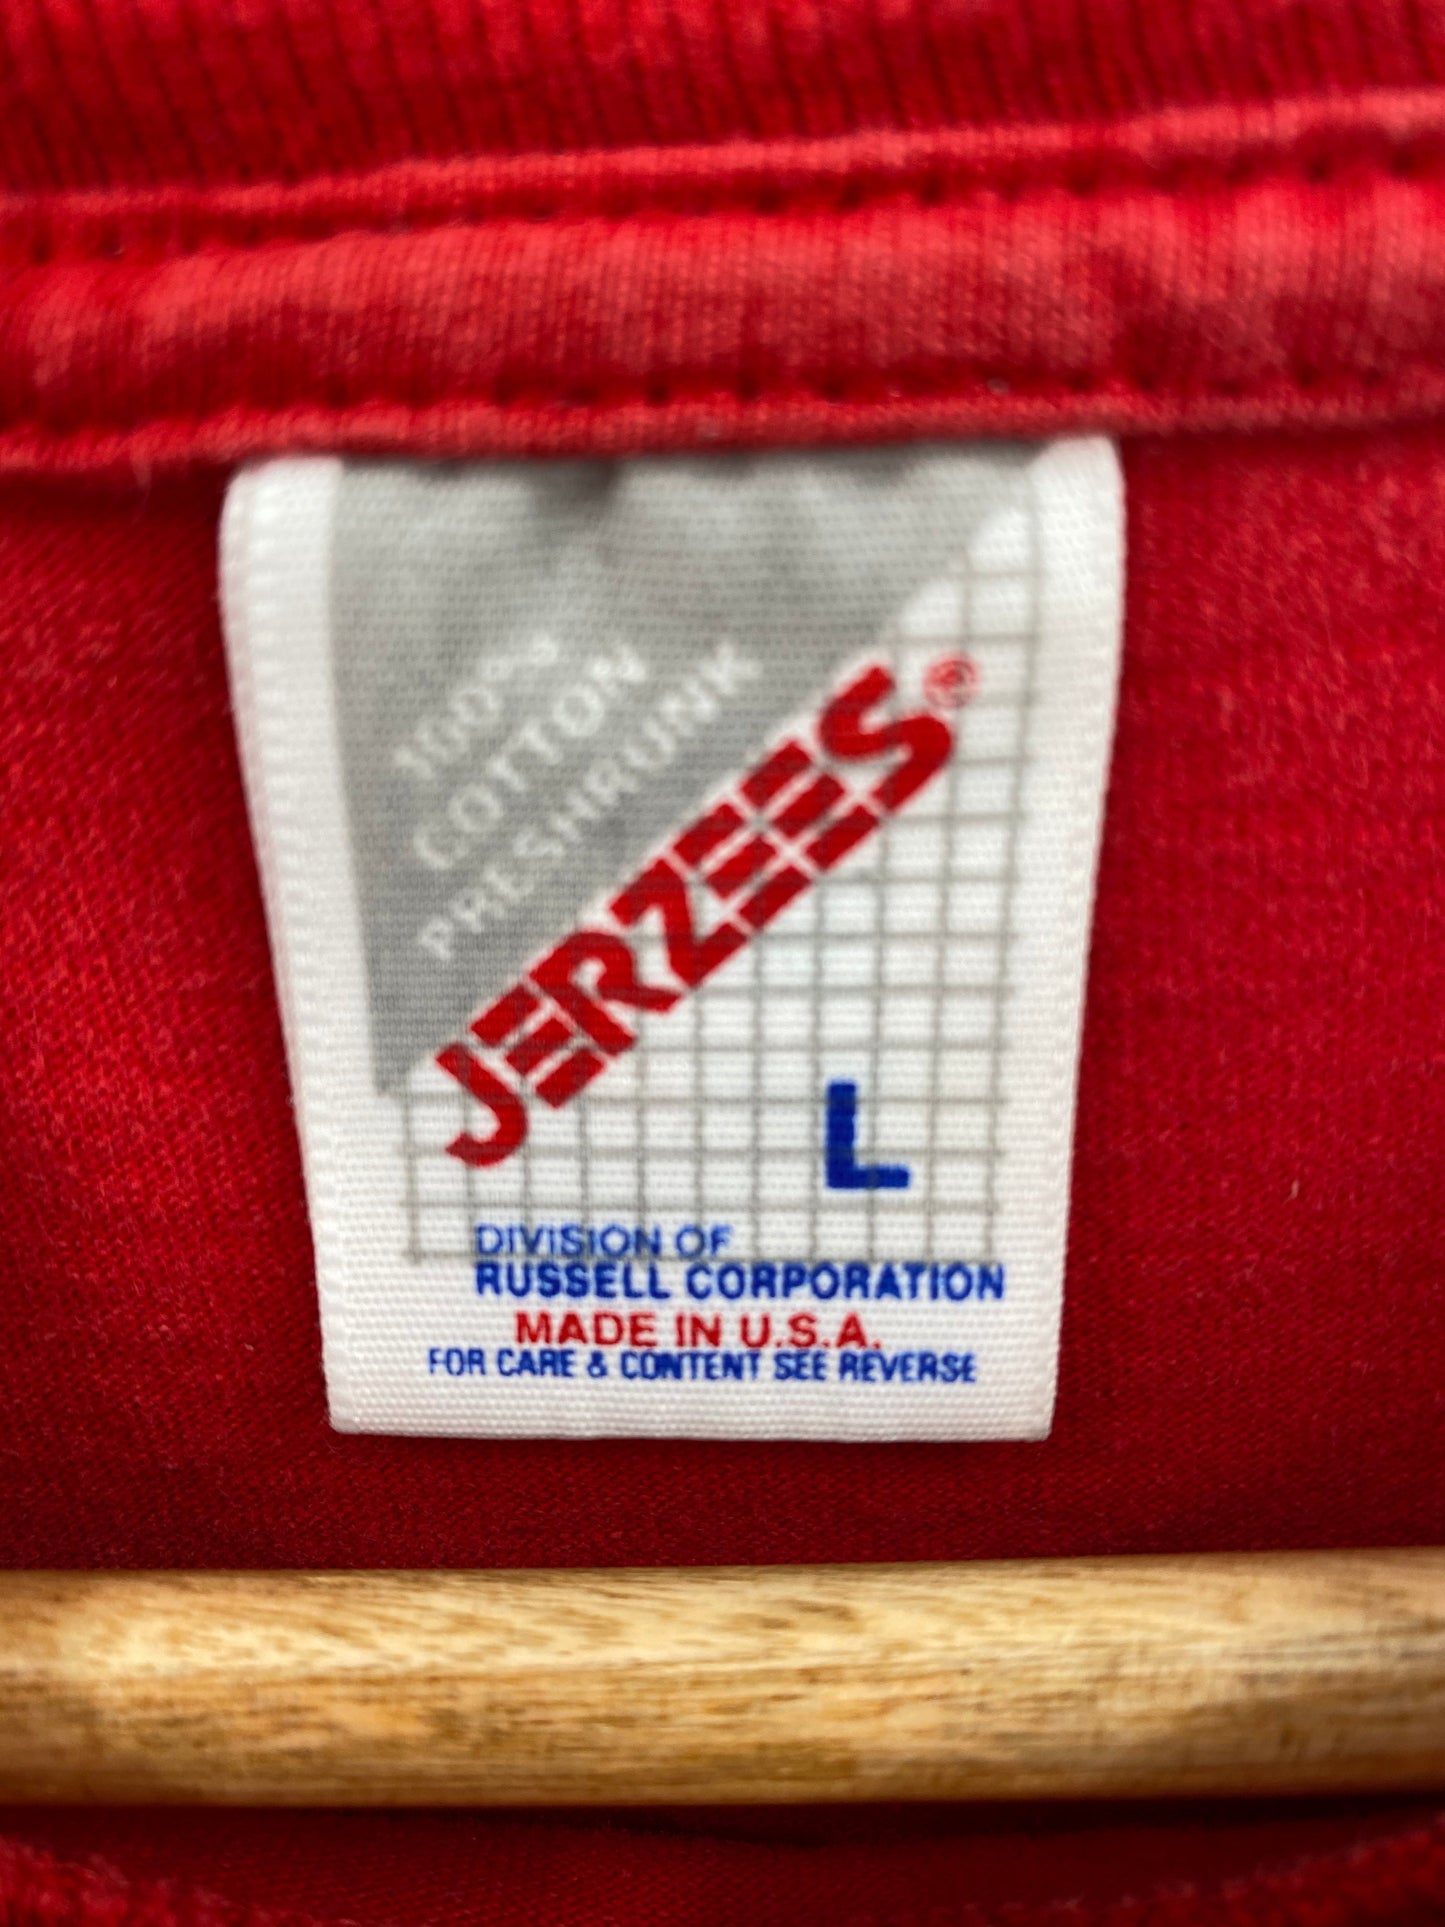 100%
COTTON
PRESHRUNK
JERZEES®
L
DIVISION OF
RUSSELL CORPORATION
MADE IN U.S.A.
FOR CARE & CONTENT SEE REVERSE